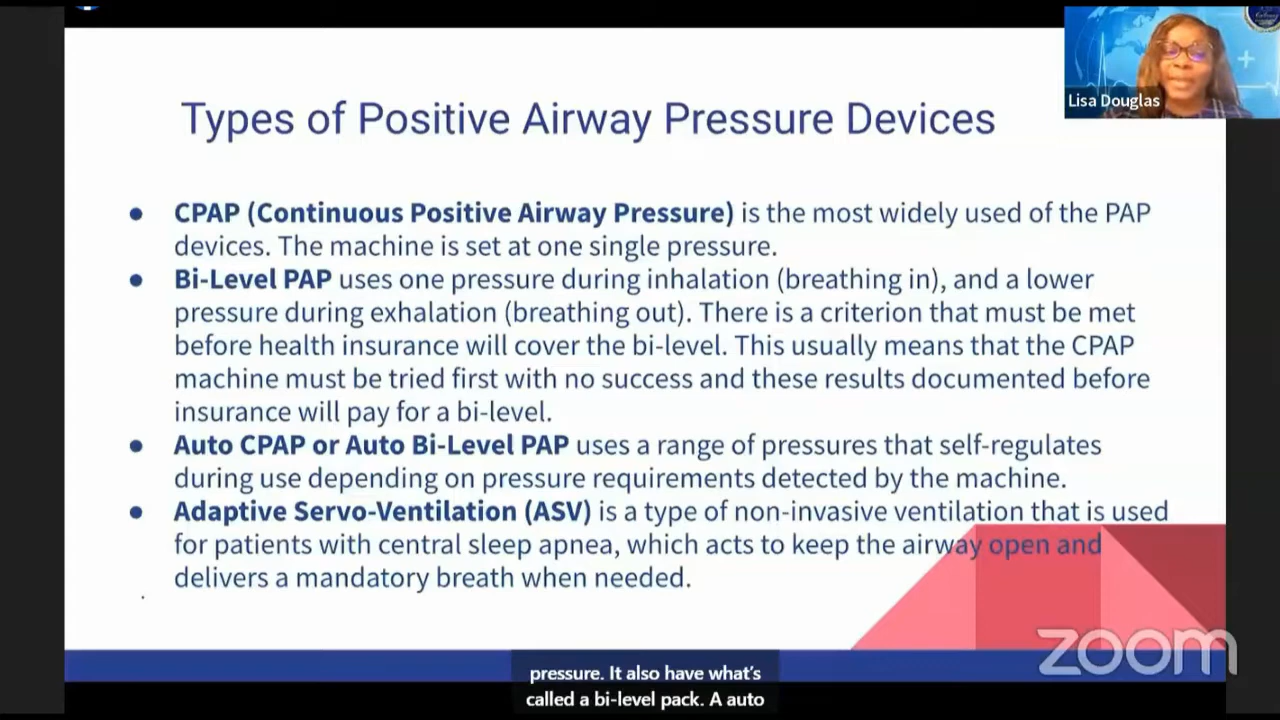 Types of Positive Airway Pressure Devices
Lisa Douglas
● CPAP (Continuous Positive Airway Pressure) is the most widely used of the PAP
devices. The machine is set at one single pressure.
● Bi-Level PAP uses one pressure during inhalation (breathing in), and a lower
pressure during exhalation (breathing out). There is a criterion that must be met
before health insurance will cover the bi-level. This usually means that the CPAP
machine must be tried first with no success and these results documented before
insurance will pay for a bi-level.
● Auto CPAP or Auto Bi-Level PAP uses a range of pressures that self-regulates
during use depending on pressure requirements detected by the machine.
● Adaptive Servo-Ventilation (ASV) is a type of non-invasive ventilation that is used
for patients with central sleep apnea, which acts to keep the airway open and
delivers a mandatory breath when needed.
.
zoom
pressure. It also have what's
called a bi-level pack. A auto